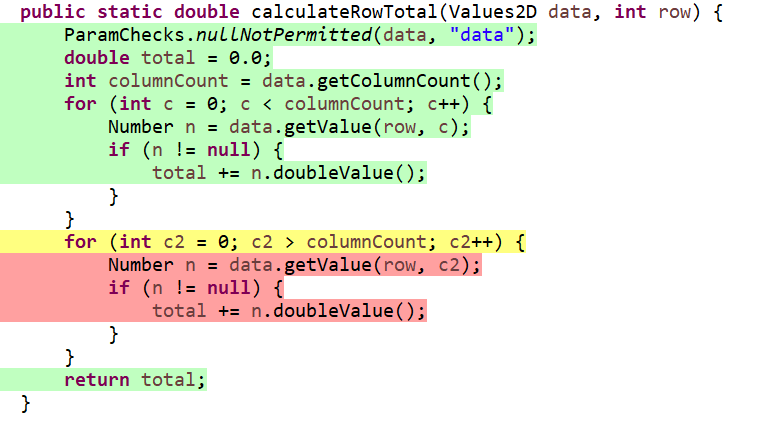 public static double calculateRowTotal(Values2D data, int row) {
    ParamChecks.nullNotPermitted(data, "data");
    double total = 0.0;
    int columnCount = data.getColumnCount();
    for (int c = 0; c < columnCount; c++) {
        Number n = data.getValue(row, c);
        if (n != null) {
            total += n.doubleValue();
        }
    }
    for (int c2 = 0; c2 > columnCount; c2++) {
        Number n = data.getValue(row, c2);
        if (n != null) {
            total += n.doubleValue();
        }
    }
    return total;
}